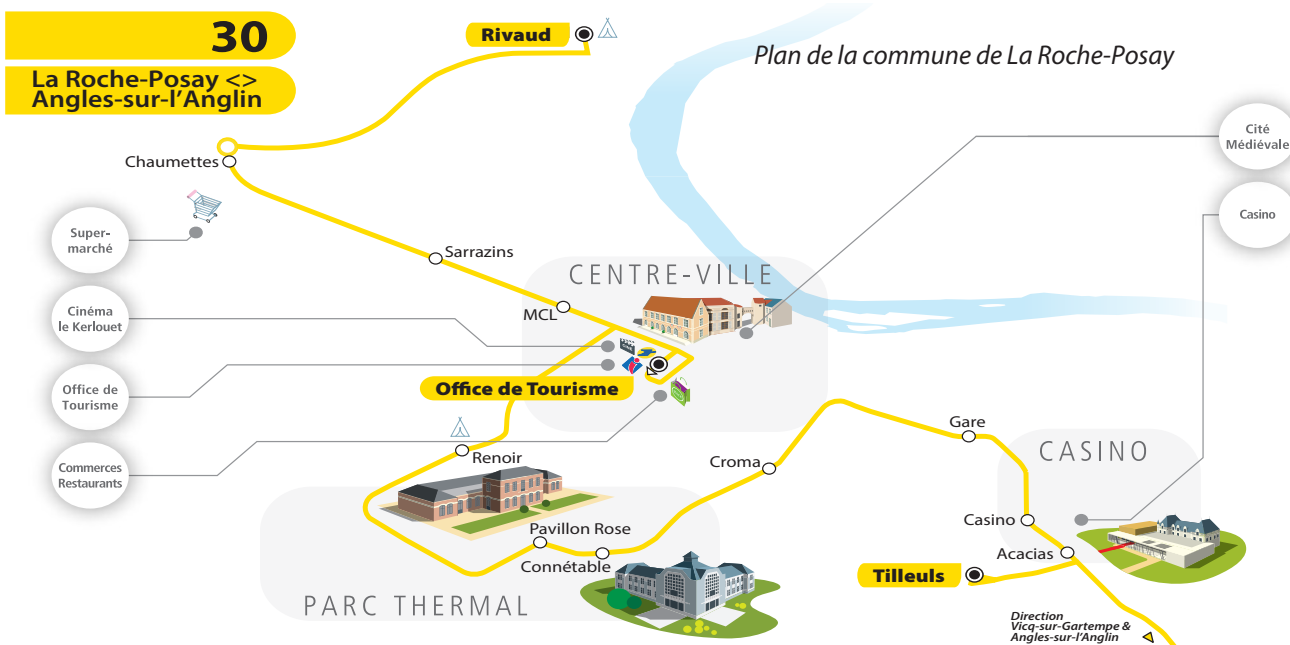 30
La Roche-Posay <>
Angles-sur-l'Anglin
Rivaud
Plan de la commune de La Roche-Posay
Cité
Médiévale
Chaumettes
Casino
Super-
marché
Sarrazins
CENTRE-VILLE
Cinéma
le Kerlouet
MCL
Office de
Tourisme
Office de Tourisme
Commerces
Restaurants
Renoir
Gare
Croma
CASINO
Pavillon Rose
Connétable
Casino
Acacias
Tilleuls
PARC THERMAL
Direction
Vicq-sur-Gartempe &
Angles-sur-l'Anglin